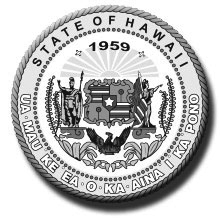 STATE OF HAWAII
1959
UA·MAU KE EA·O·KA·AINA I KA PONO